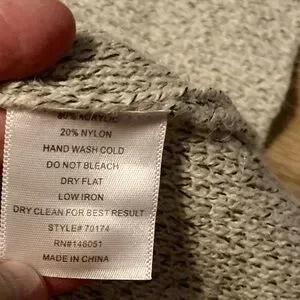 80% ACRYLIC
20% NYLON
HAND WASH COLD
DO NOT BLEACH
DRY FLAT
LOW IRON
DRY CLEAN FOR BEST RESULT
STYLE# 70174
RN#146051
MADE IN CHINA